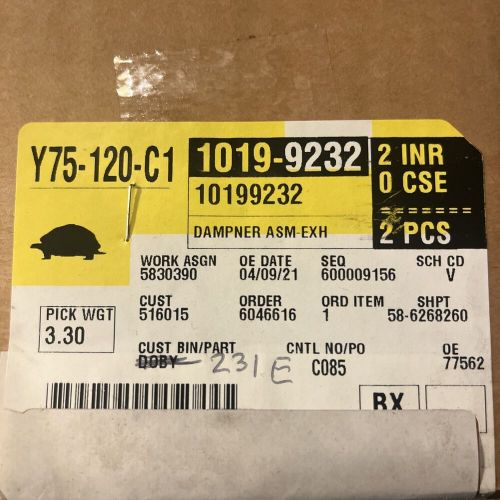 Y75-120-C1
1019-9232
10199232
DAMPNER ASM-EXH
2 INR
0 CSE
2 PCS
WORK ASGN OE DATE SEQ SCH CD
5830390 04/09/21 600009156 V
CUST ORDER ORD ITEM SHPT
516015 6046616 1 58-6268260
PICK WGT
3.30
CUST BIN/PART CNTL NO/PO OE
DOBY 231E C085 77562
BX